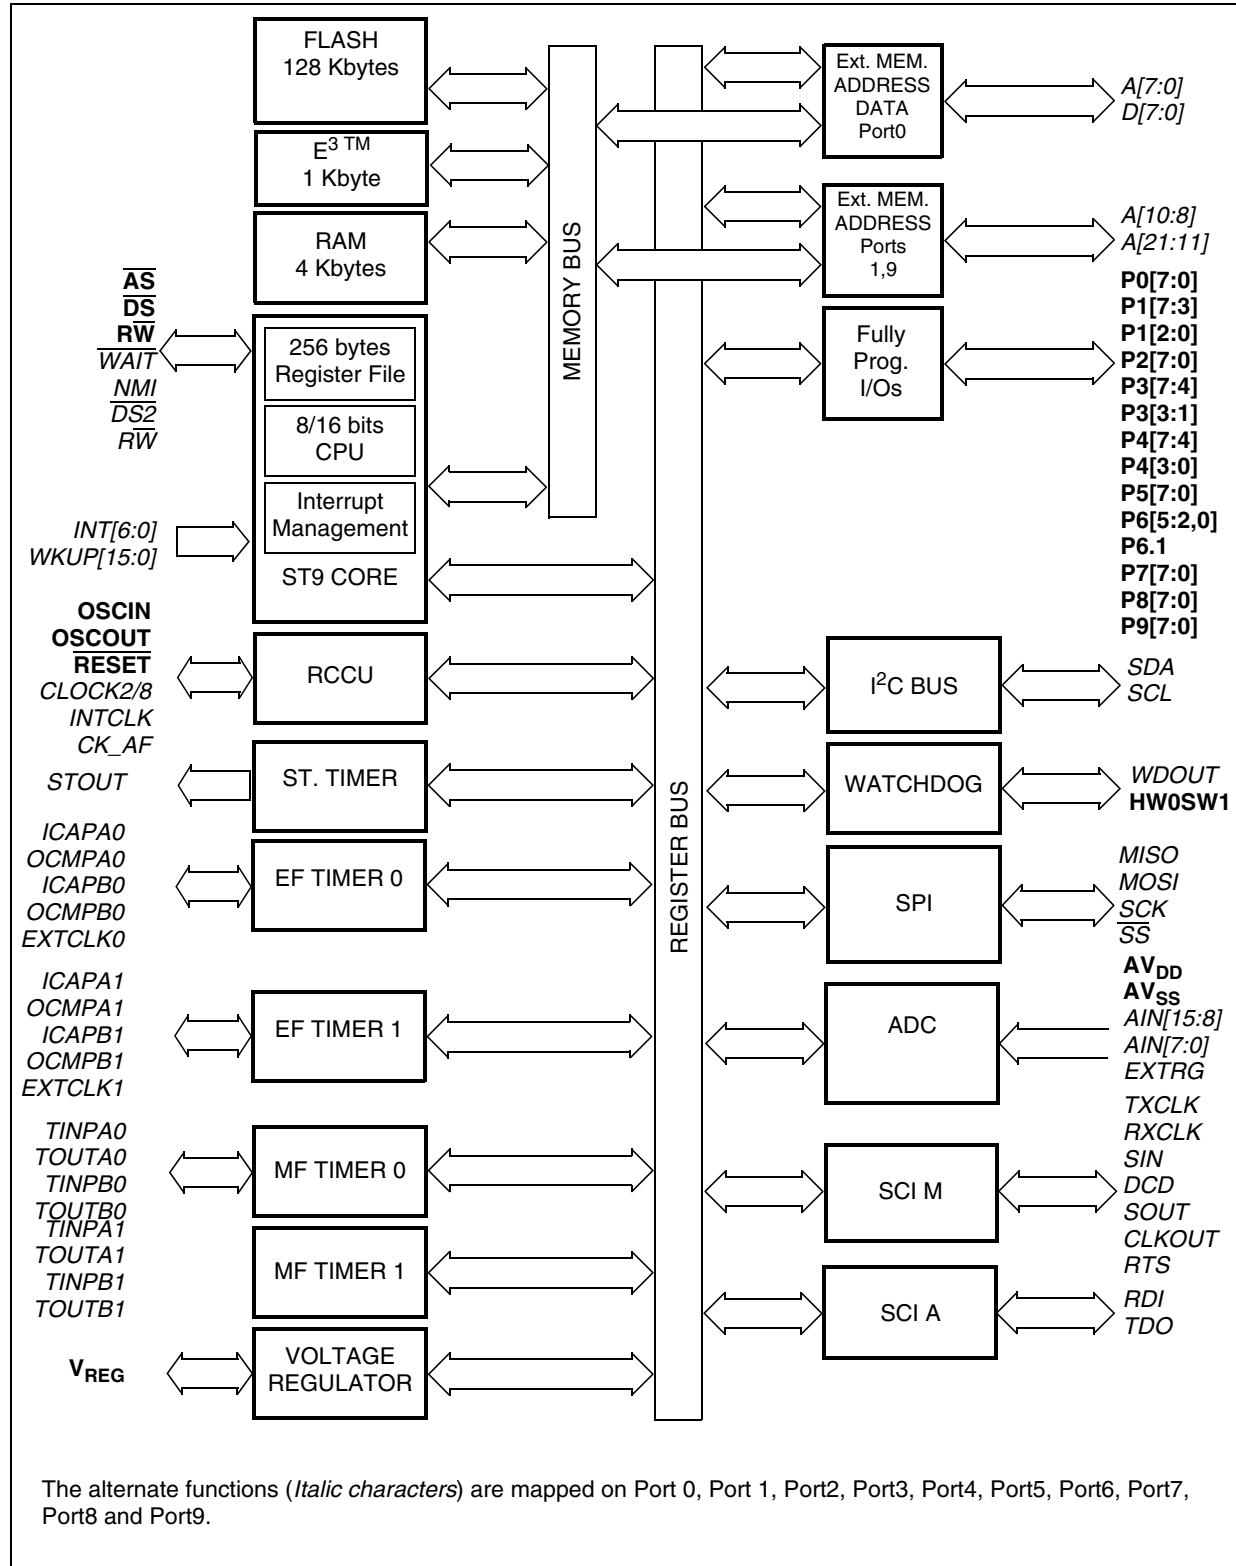 FLASH
128 Kbytes
E³ ™
1 Kbyte
RAM
4 Kbytes
A̅S̅
D̅S̅
RW̅
W̅A̅I̅T̅
NMI
D̅S̅2̅
RW̅
256 bytes
Register File
8/16 bits
CPU
Interrupt
Management
ST9 CORE
INT[6:0]
WKUP[15:0]
OSCIN
OSCOUT
R̅E̅S̅E̅T̅
CLOCK2/8
INTCLK
CK_AF
RCCU
STOUT
ST. TIMER
ICAPA0
OCMPA0
ICAPB0
OCMPB0
EXTCLK0
EF TIMER 0
ICAPA1
OCMPA1
ICAPB1
OCMPB1
EXTCLK1
EF TIMER 1
TINPA0
TOUTA0
TINPB0
TOUTB0
MF TIMER 0
TINPA1
TOUTA1
TINPB1
TOUTB1
MF TIMER 1
VREG
VOLTAGE
REGULATOR
MEMORY BUS
REGISTER BUS
Ext. MEM.
ADDRESS
DATA
Port0
A[7:0]
D[7:0]
Ext. MEM.
ADDRESS
Ports
1,9
A[10:8]
A[21:11]
Fully
Prog.
I/Os
P0[7:0]
P1[7:3]
P1[2:0]
P2[7:0]
P3[7:4]
P3[3:1]
P4[7:4]
P4[3:0]
P5[7:0]
P6[5:2,0]
P6.1
P7[7:0]
P8[7:0]
P9[7:0]
I²C BUS
SDA
SCL
WATCHDOG
WDOUT
HW0SW1
SPI
MISO
MOSI
SCK
S̅S̅
ADC
AVDD
AVSS
AIN[15:8]
AIN[7:0]
EXTRG
SCI M
TXCLK
RXCLK
SIN
DCD
SOUT
CLKOUT
RTS
SCI A
RDI
TDO
The alternate functions (Italic characters) are mapped on Port 0, Port 1, Port2, Port3, Port4, Port5, Port6, Port7,
Port8 and Port9.